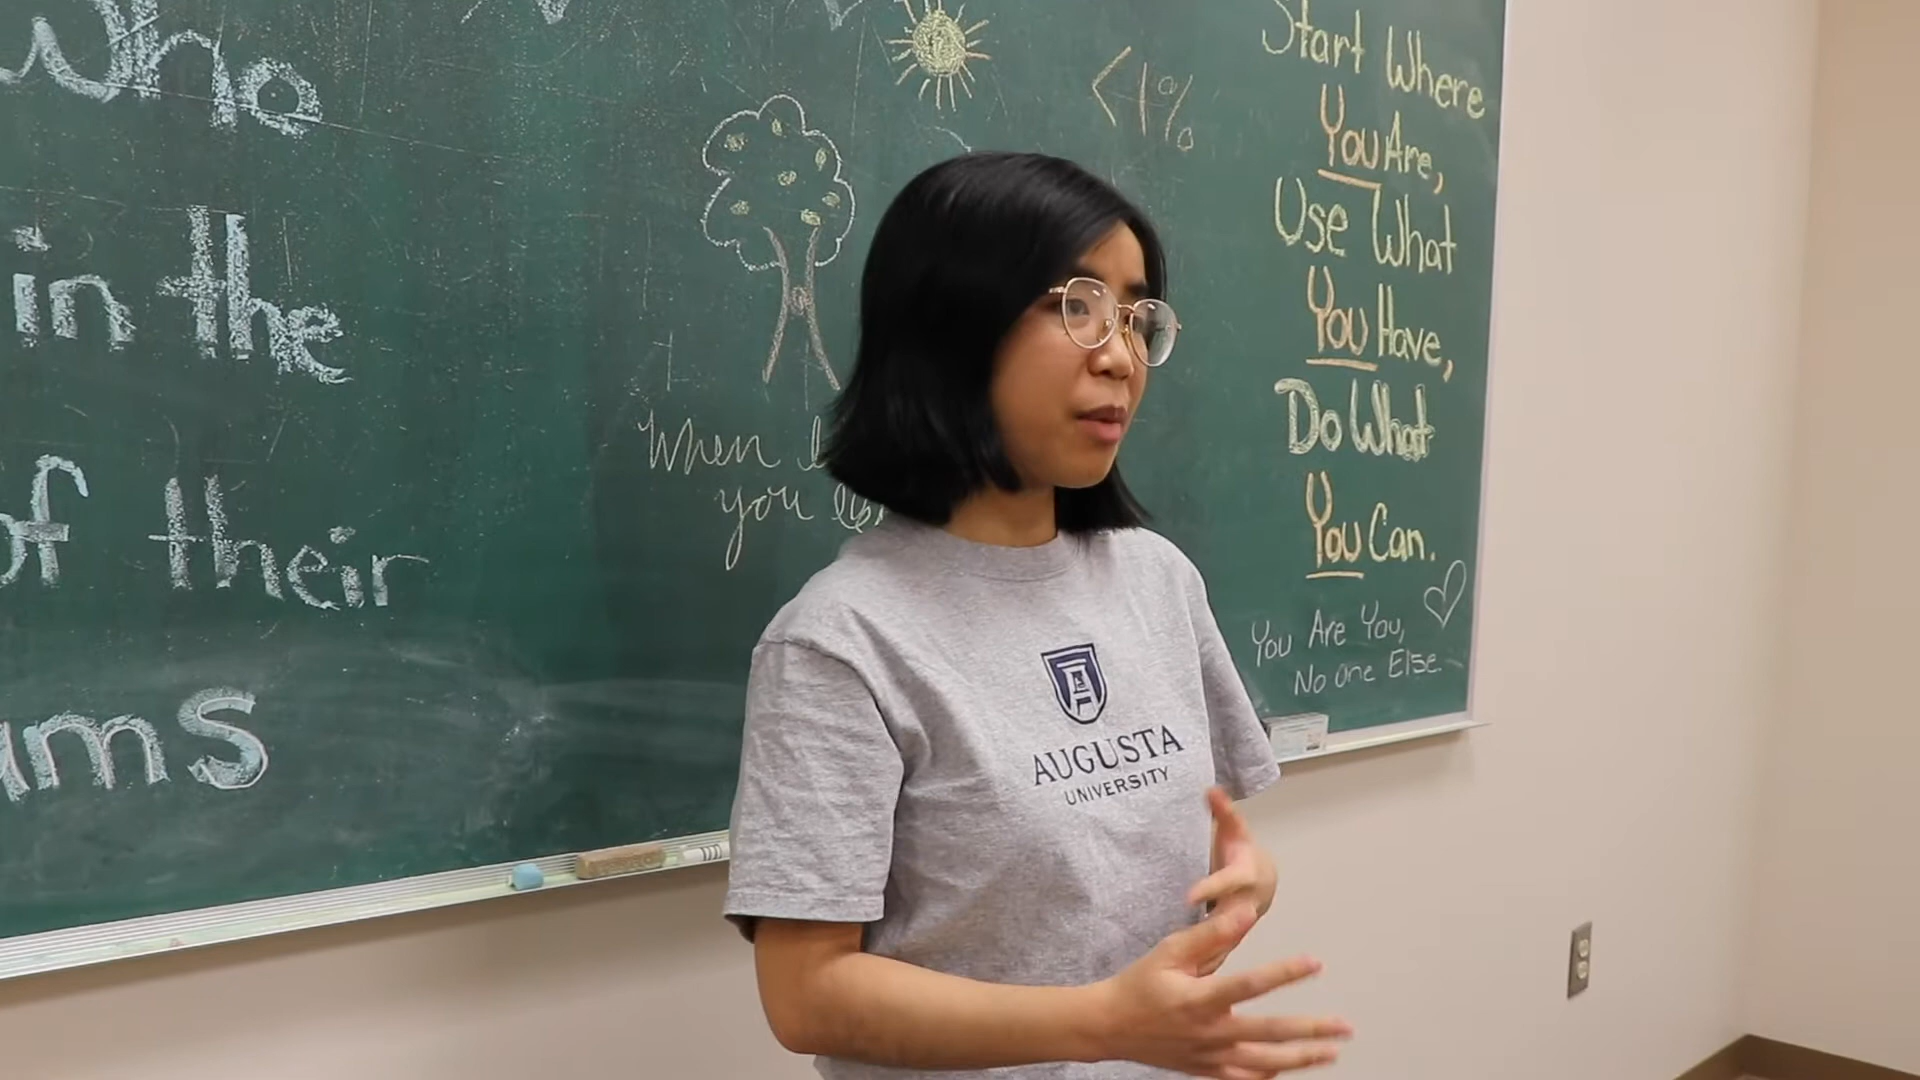 Who
in the
of their
ums
When
you
<1%
Start Where
You Are,
Use What
You Have,
Do What
You Can.
You Are You,
No one Else.
AUGUSTA
UNIVERSITY